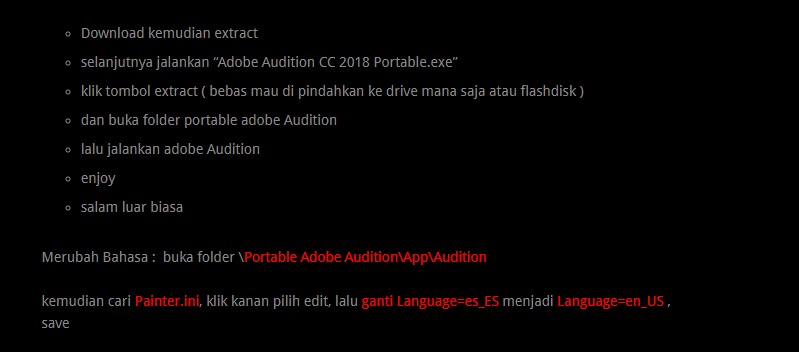 Download kemudian extract
selanjutnya jalankan “Adobe Audition CC 2018 Portable.exe”
klik tombol extract ( bebas mau di pindahkan ke drive mana saja atau flashdisk )
dan buka folder portable adobe Audition
lalu jalankan adobe Audition
enjoy
salam luar biasa
Merubah Bahasa : buka folder \Portable Adobe Audition\App\Audition
kemudian cari Painter.ini, klik kanan pilih edit, lalu ganti Language=es_ES menjadi Language=en_US ,
save